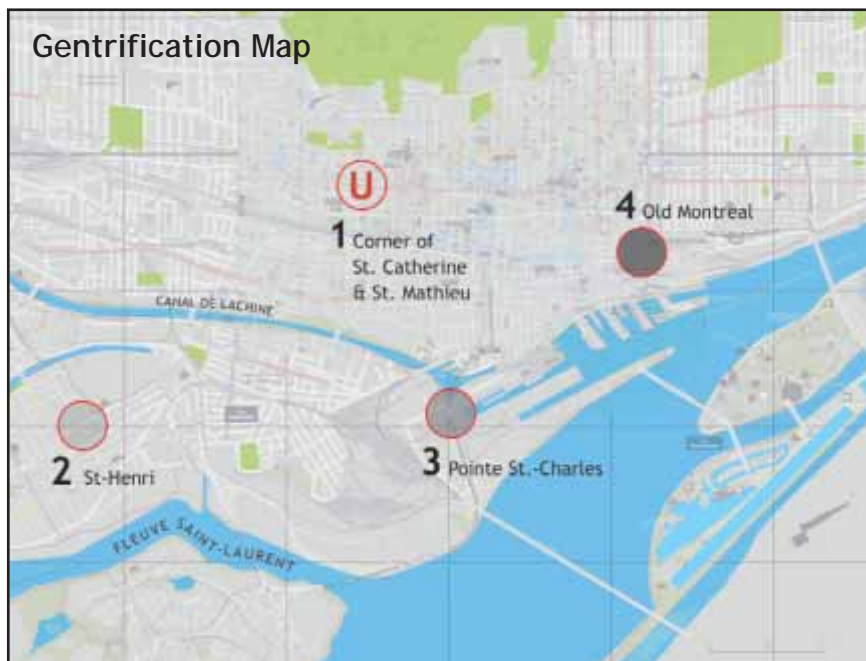 Gentrification Map
U
1 Corner of
St. Catherine
& St. Mathieu
4 Old Montreal
CANAL DE LACHINE
2 St-Henri
3 Pointe St.-Charles
FLEUVE SAINT-LAURENT